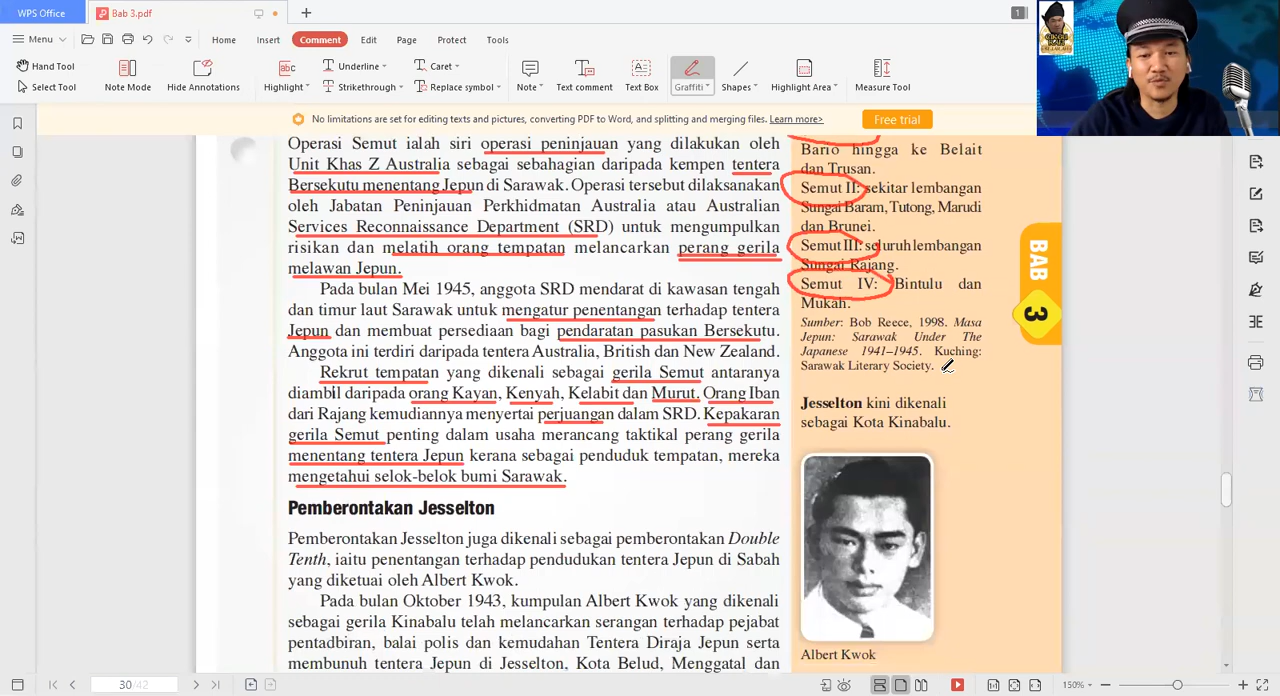 WPS Office
Bab 3.pdf
1
Menu
Home
Insert
Comment
Edit
Page
Protect
Tools
Hand Tool
Select Tool
Note Mode
Hide Annotations
Highlight
Underline
Strikethrough
Caret
Replace symbol
Note
Text comment
Text Box
Graffiti
Shapes
Highlight Area
Measure Tool
No limitations are set for editing texts and pictures, converting PDF to Word, and splitting and merging files. Learn more>
Free trial
Operasi Semut ialah siri operasi peninjauan yang dilakukan oleh
Unit Khas Z Australia sebagai sebahagian daripada kempen tentera
Bersekutu menentang Jepun di Sarawak. Operasi tersebut dilaksanakan
oleh Jabatan Peninjauan Perkhidmatan Australia atau Australian
Services Reconnaissance Department (SRD) untuk mengumpulkan
risikan dan melatih orang tempatan melancarkan perang gerila
melawan Jepun.
Pada bulan Mei 1945, anggota SRD mendarat di kawasan tengah
dan timur laut Sarawak untuk mengatur penentangan terhadap tentera
Jepun dan membuat persediaan bagi pendaratan pasukan Bersekutu.
Anggota ini terdiri daripada tentera Australia, British dan New Zealand.
Rekrut tempatan yang dikenali sebagai gerila Semut antaranya
diambil daripada orang Kayan, Kenyah, Kelabit dan Murut. Orang Iban
dari Rajang kemudiannya menyertai perjuangan dalam SRD. Kepakaran
gerila Semut penting dalam usaha merancang taktikal perang gerila
menentang tentera Jepun kerana sebagai penduduk tempatan, mereka
mengetahui selok-belok bumi Sarawak.
Pemberontakan Jesselton
Pemberontakan Jesselton juga dikenali sebagai pemberontakan Double
Tenth, iaitu penentangan terhadap pendudukan tentera Jepun di Sabah
yang diketuai oleh Albert Kwok.
Pada bulan Oktober 1943, kumpulan Albert Kwok yang dikenali
sebagai gerila Kinabalu telah melancarkan serangan terhadap pejabat
pentadbiran, balai polis dan kemudahan Tentera Diraja Jepun serta
membunuh tentera Jepun di Jesselton, Kota Belud, Menggatal dan
Bario hingga ke Belait
dan Trusan.
Semut II: sekitar lembangan
Sungai Baram, Tutong, Marudi
dan Brunei.
Semut III: seluruh lembangan
Sungai Rajang.
Semut IV: Bintulu dan
Mukah.
Sumber: Bob Reece, 1998. Masa
Jepun: Sarawak Under The
Japanese 1941–1945. Kuching:
Sarawak Literary Society.
Jesselton kini dikenali
sebagai Kota Kinabalu.
Albert Kwok
BAB
3
30/42
150%